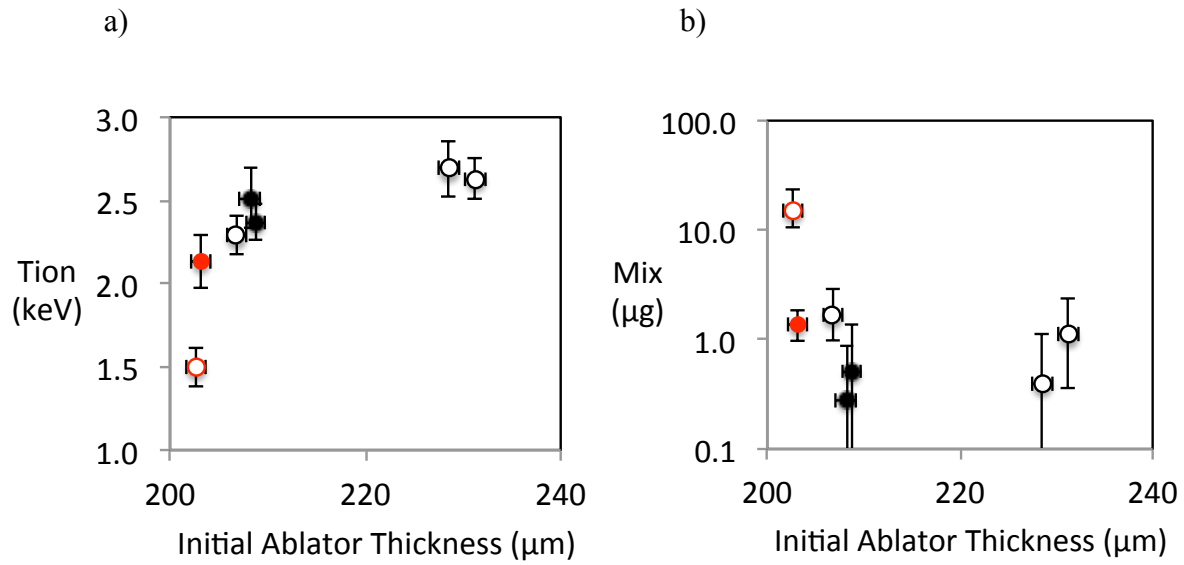 a)
3.0
2.5
2.0
1.5
1.0
Tion
(keV)
200
220
240
Initial Ablator Thickness (μm)
b)
100.0
10.0
1.0
0.1
Mix
(μg)
200
220
240
Initial Ablator Thickness (μm)